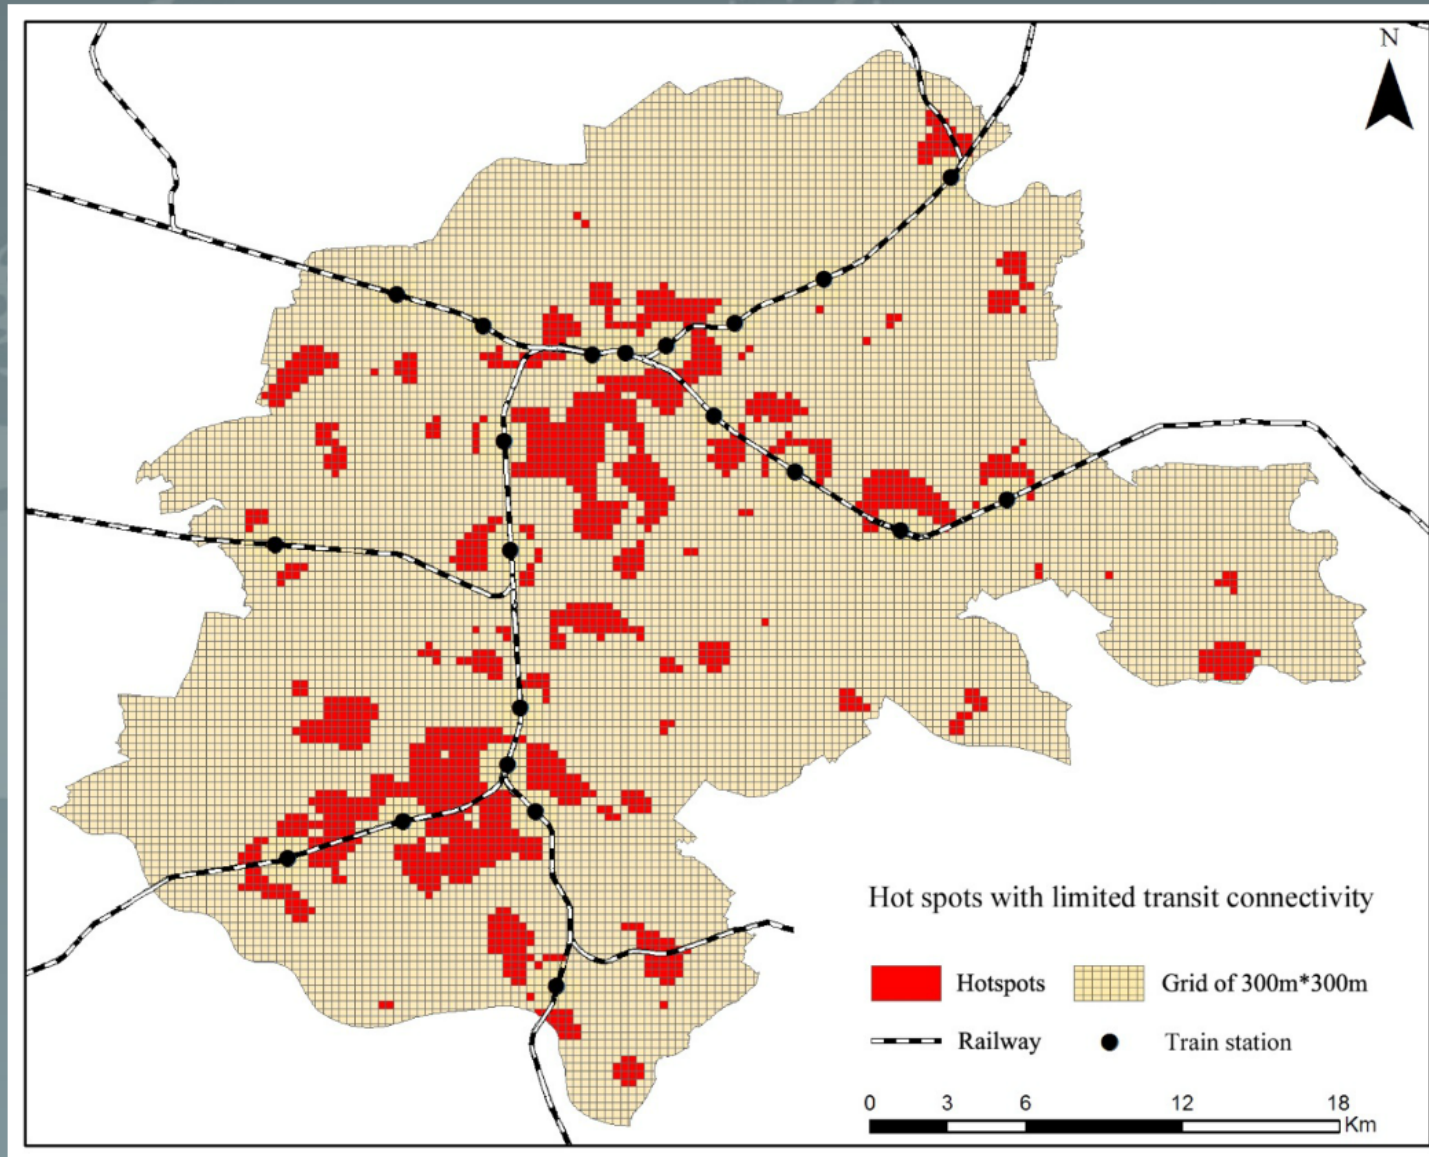 N
Hot spots with limited transit connectivity
Hotspots
Grid of 300m*300m
Railway
Train station
0 3 6 12 18
Km